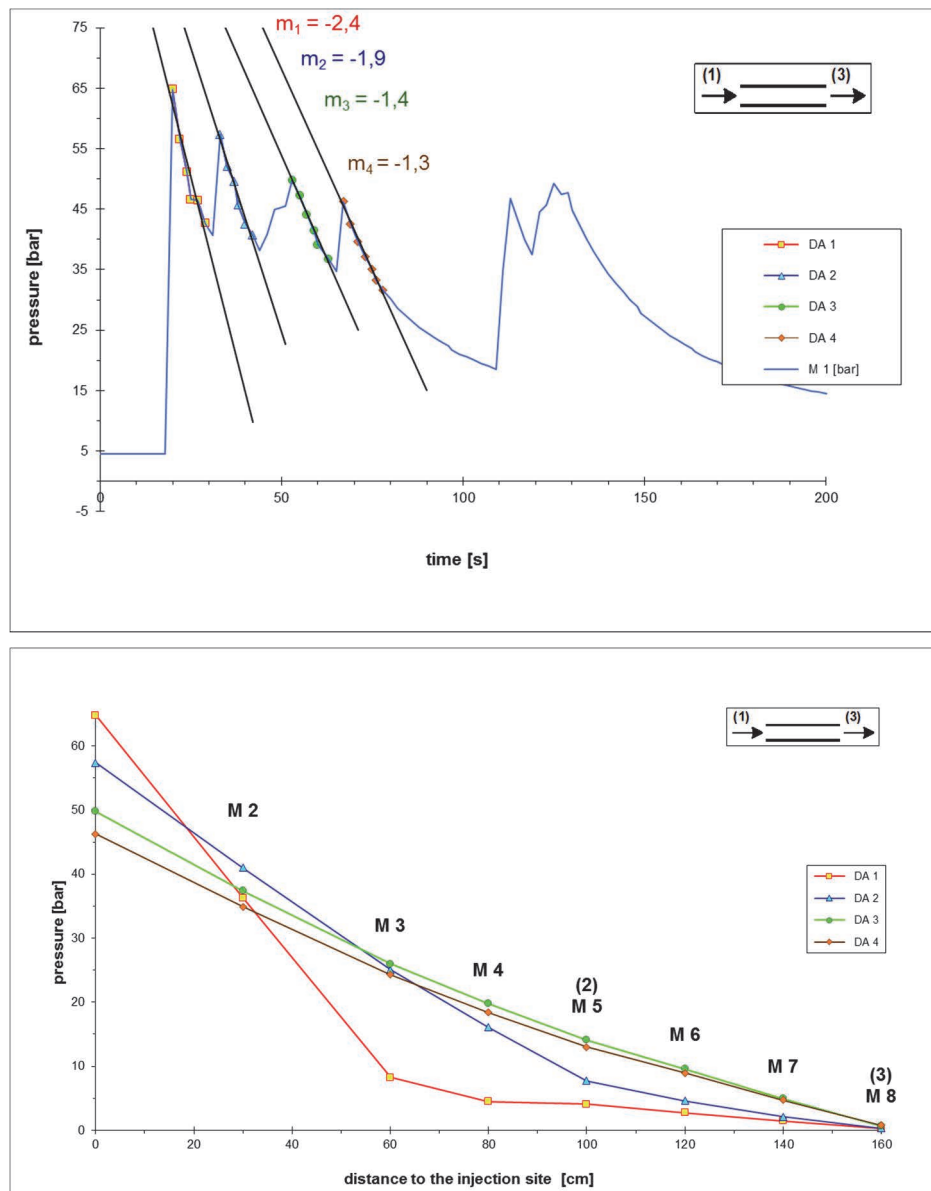 75
65
55
45
35
25
15
5
-5
pressure [bar]
m1 = -2,4
m2 = -1,9
m3 = -1,4
m4 = -1,3
(1) (3)
DA 1
DA 2
DA 3
DA 4
M 1 [bar]
0 50 100 150 200
time [s]
(1) (3)
60
50
40
30
20
10
0
pressure [bar]
M 2
M 3
M 4
(2)
M 5
M 6
M 7
(3)
M 8
DA 1
DA 2
DA 3
DA 4
0 20 40 60 80 100 120 140 160
distance to the injection site [cm]